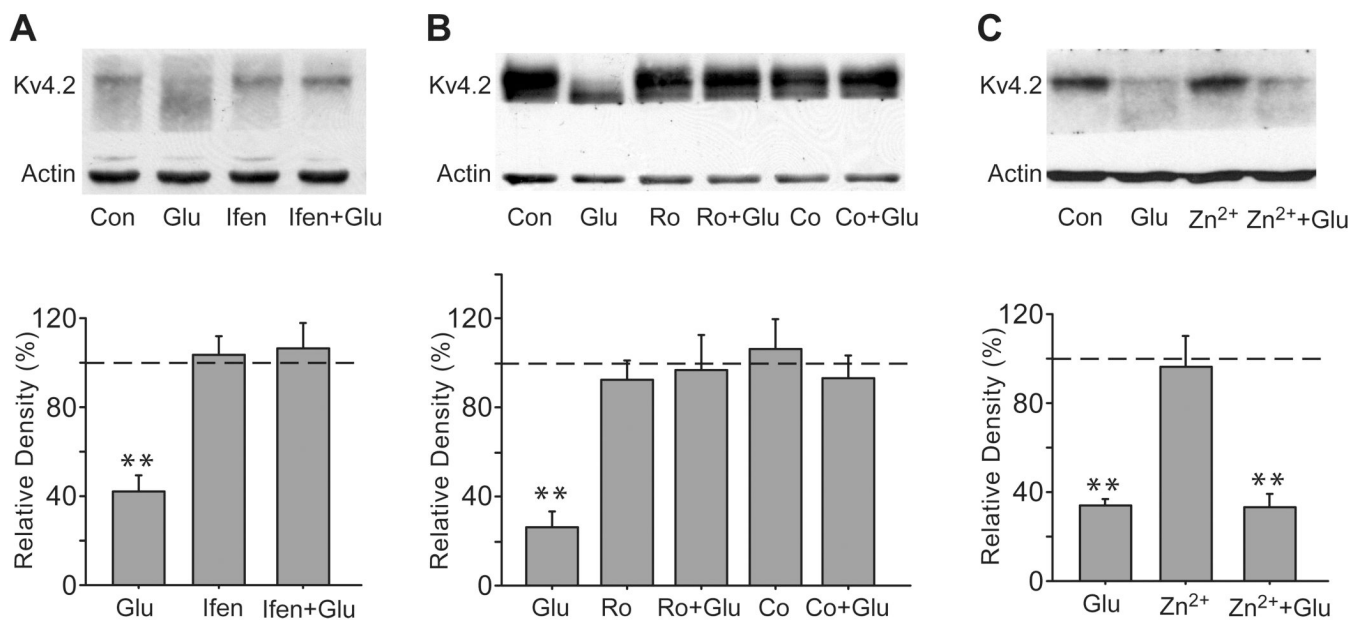 A
Kv4.2
Actin
Con Glu Ifen Ifen+Glu
Relative Density (%)
120
80
40
0
**
Glu Ifen Ifen+Glu
B
Kv4.2
Actin
Con Glu Ro Ro+Glu Co Co+Glu
Relative Density (%)
120
80
40
0
**
Glu Ro Ro+Glu Co Co+Glu
C
Kv4.2
Actin
Con Glu Zn²⁺ Zn²⁺+Glu
Relative Density (%)
120
80
40
0
** **
Glu Zn²⁺ Zn²⁺+Glu